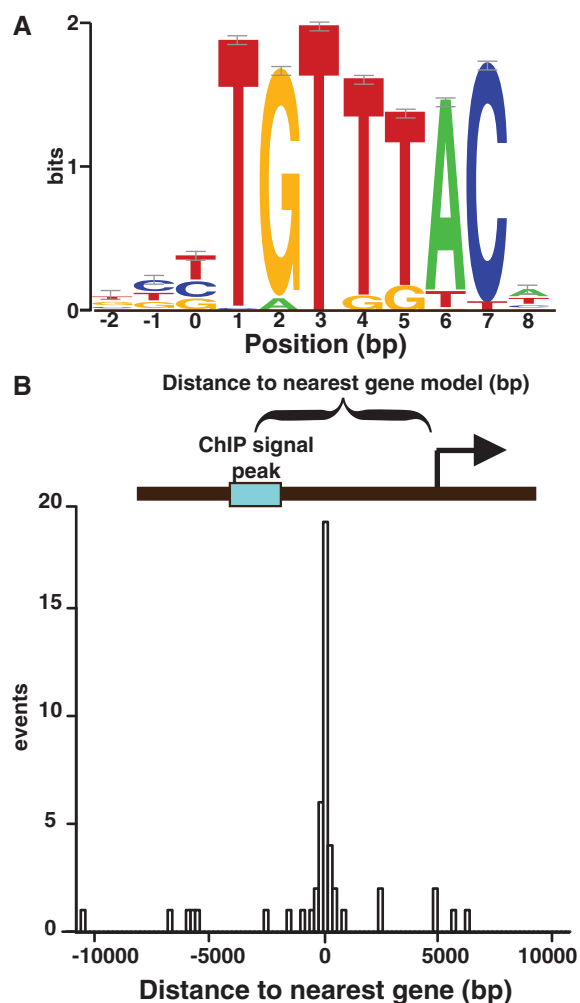 A
2
1
0
bits
T G T T T A C
T C G
C T G
T C G
A
G
G
T
T
A T C
-2 -1 0 1 2 3 4 5 6 7 8
Position (bp)
B
Distance to nearest gene model (bp)
ChIP signal
peak
20
15
10
5
0
events
-10000 -5000 0 5000 10000
Distance to nearest gene (bp)